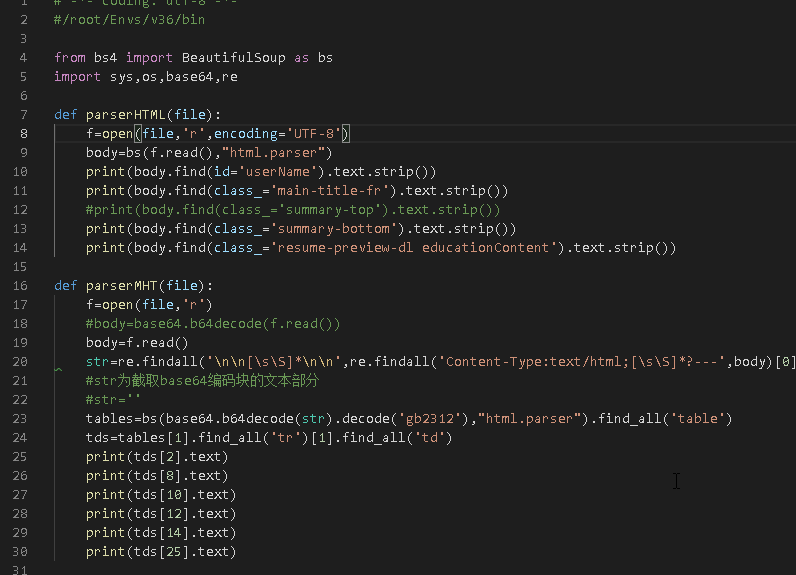 1 # -*- coding: utf-8 -*-
2 #/root/Envs/v36/bin
3
4 from bs4 import BeautifulSoup as bs
5 import sys,os,base64,re
6
7 def parserHTML(file):
8     f=open(file,'r',encoding='UTF-8')
9     body=bs(f.read(),"html.parser")
10     print(body.find(id='userName').text.strip())
11     print(body.find(class_='main-title-fr').text.strip())
12     #print(body.find(class_='summary-top').text.strip())
13     print(body.find(class_='summary-bottom').text.strip())
14     print(body.find(class_='resume-preview-dl educationContent').text.strip())
15
16 def parserMHT(file):
17     f=open(file,'r')
18     #body=base64.b64decode(f.read())
19     body=f.read()
20     str=re.findall('\n\n[\s\S]*\n\n',re.findall('Content-Type:text/html;[\s\S]*?---',body)[0]
21     #str为截取base64编码块的文本部分
22     #str=''
23     tables=bs(base64.b64decode(str).decode('gb2312'),"html.parser").find_all('table')
24     tds=tables[1].find_all('tr')[1].find_all('td')
25     print(tds[2].text)
26     print(tds[8].text)
27     print(tds[10].text)
28     print(tds[12].text)
29     print(tds[14].text)
30     print(tds[25].text)
31